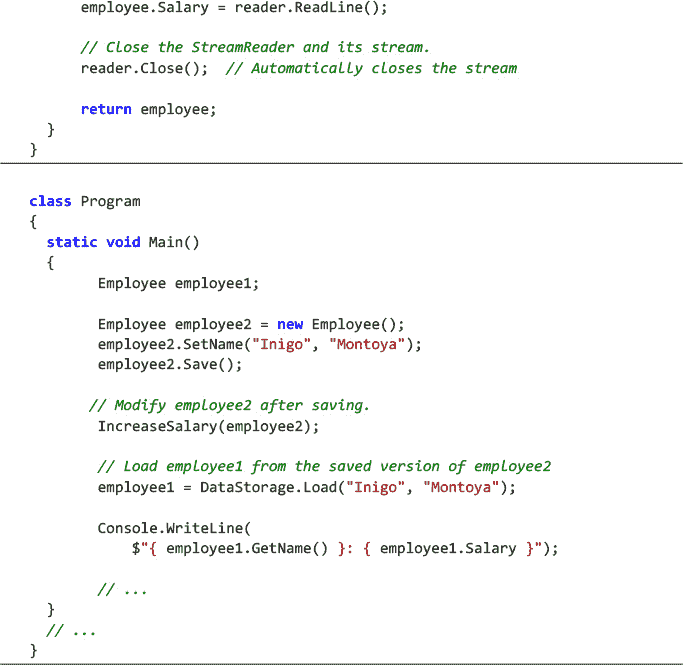 employee.Salary = reader.ReadLine();
// Close the StreamReader and its stream.
reader.Close();  // Automatically closes the stream
return employee;
}
}
class Program
{
static void Main()
{
Employee employee1;
Employee employee2 = new Employee();
employee2.SetName("Inigo", "Montoya");
employee2.Save();
// Modify employee2 after saving.
IncreaseSalary(employee2);
// Load employee1 from the saved version of employee2
employee1 = DataStorage.Load("Inigo", "Montoya");
Console.WriteLine(
$"{ employee1.GetName() }: { employee1.Salary }");
// ...
}
// ...
}